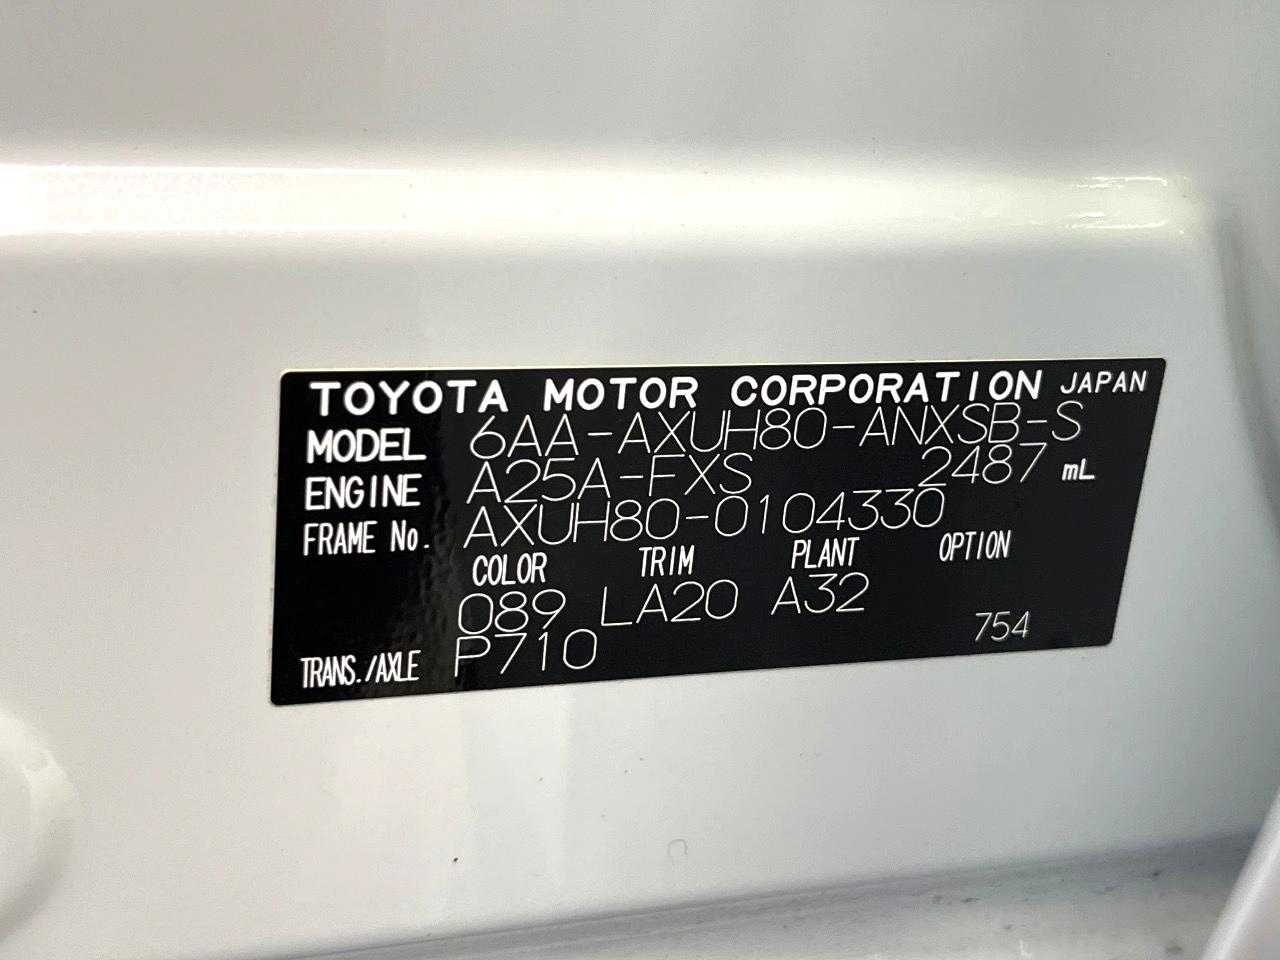 TOYOTA MOTOR CORPORATION JAPAN
MODEL 6AA-AXUH80-ANXSB-S
ENGINE A25A-FXS 2487 mL
FRAME No. AXUH80-0104330
COLOR TRIM PLANT OPTION
089 LA20 A32
TRANS./AXLE P710 754